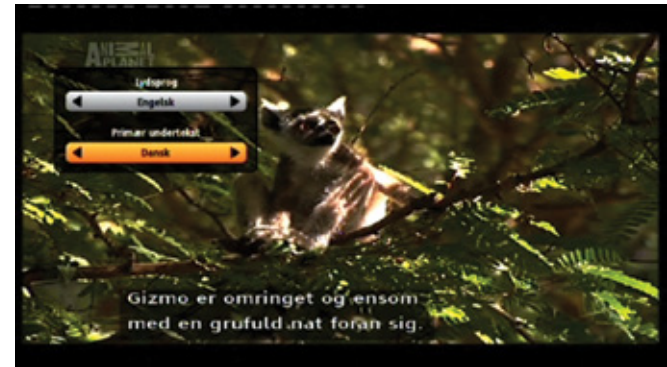 ANIMAL
PLANET
Lydsprog
Engelsk
Primær undertekst
Dansk
Gizmo er omringet og ensom
med en grufuld nat foran sig.